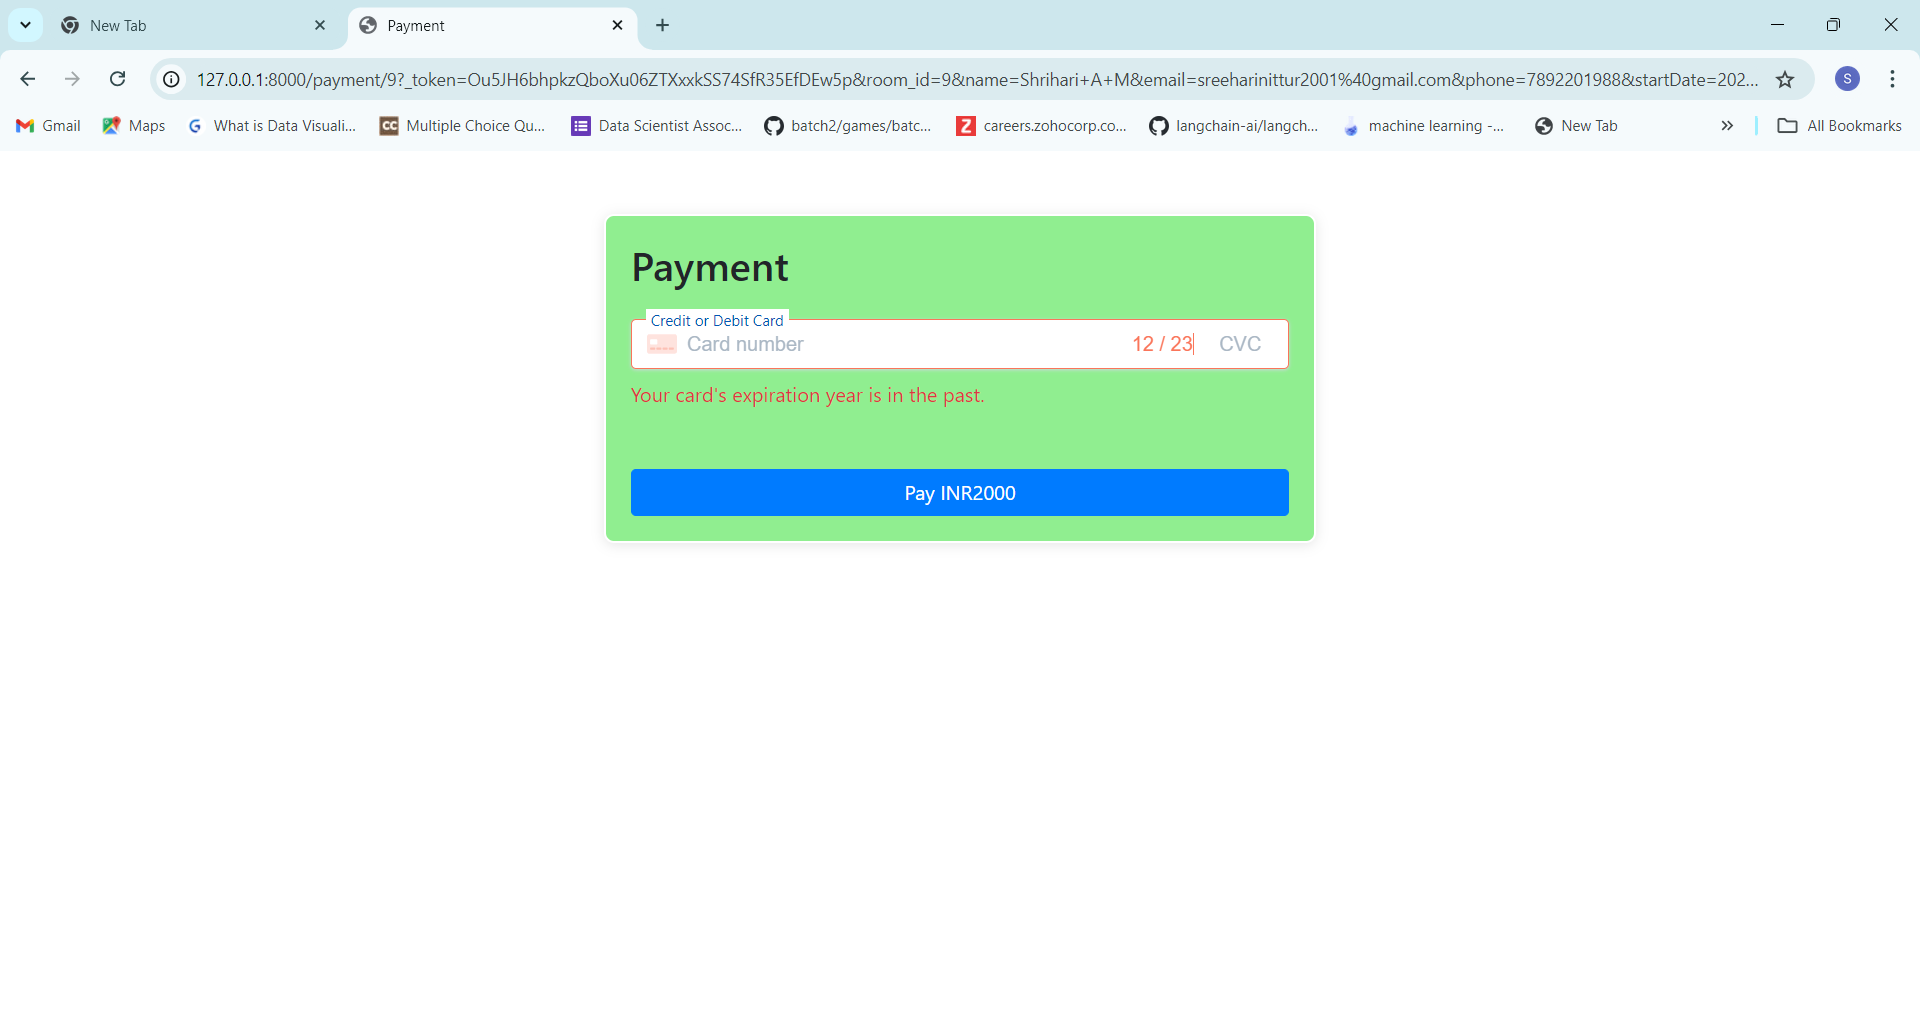 New Tab
Payment
127.0.0.1:8000/payment/9?_token=Ou5JH6bhpkzQboXu06ZTXxxkSS74SfR35EfDEw5p&room_id=9&name=Shrihari+A+M&email=sreeharinittur2001%40gmail.com&phone=7892201988&startDate=202...
S
Gmail
Maps
G What is Data Visuali...
CC Multiple Choice Qu...
Data Scientist Assoc...
batch2/games/batc...
Z careers.zohocorp.co...
langchain-ai/langch...
machine learning -...
New Tab
All Bookmarks
Payment
Credit or Debit Card
Card number 12 / 23 CVC
Your card's expiration year is in the past.
Pay INR2000